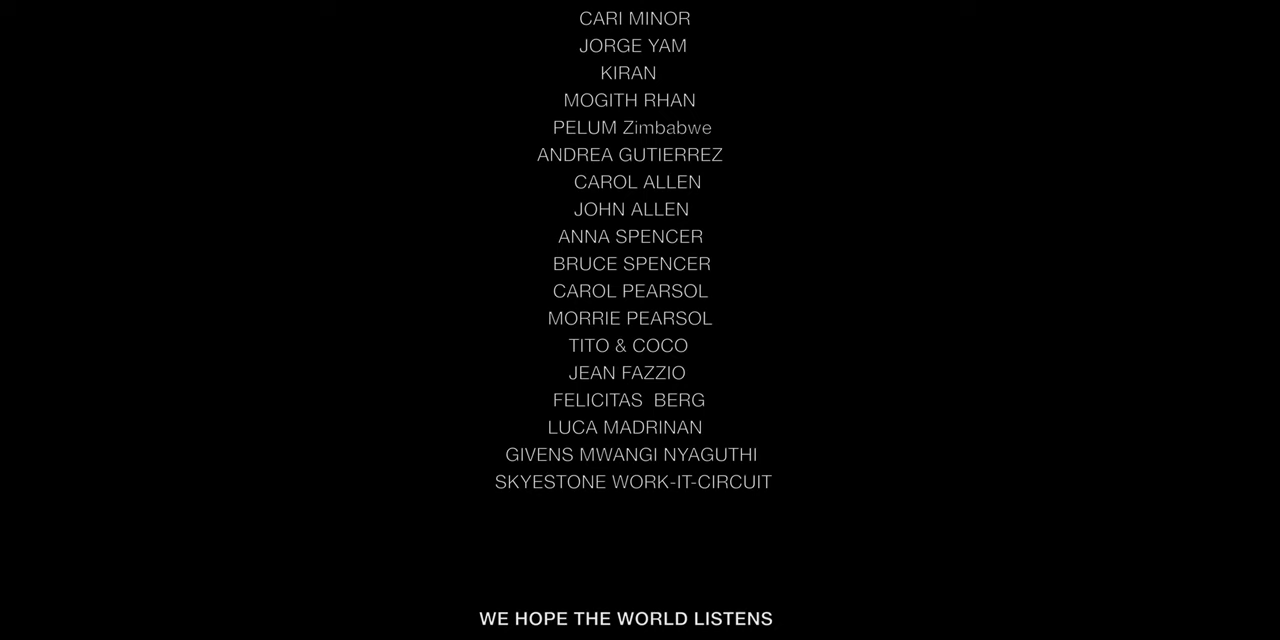 CARI MINOR
JORGE YAM
KIRAN
MOGITH RHAN
PELUM Zimbabwe
ANDREA GUTIERREZ
CAROL ALLEN
JOHN ALLEN
ANNA SPENCER
BRUCE SPENCER
CAROL PEARSOL
MORRIE PEARSOL
TITO & COCO
JEAN FAZZIO
FELICITAS  BERG
LUCA MADRINAN
GIVENS MWANGI NYAGUTHI
SKYESTONE WORK-IT-CIRCUIT
WE HOPE THE WORLD LISTENS